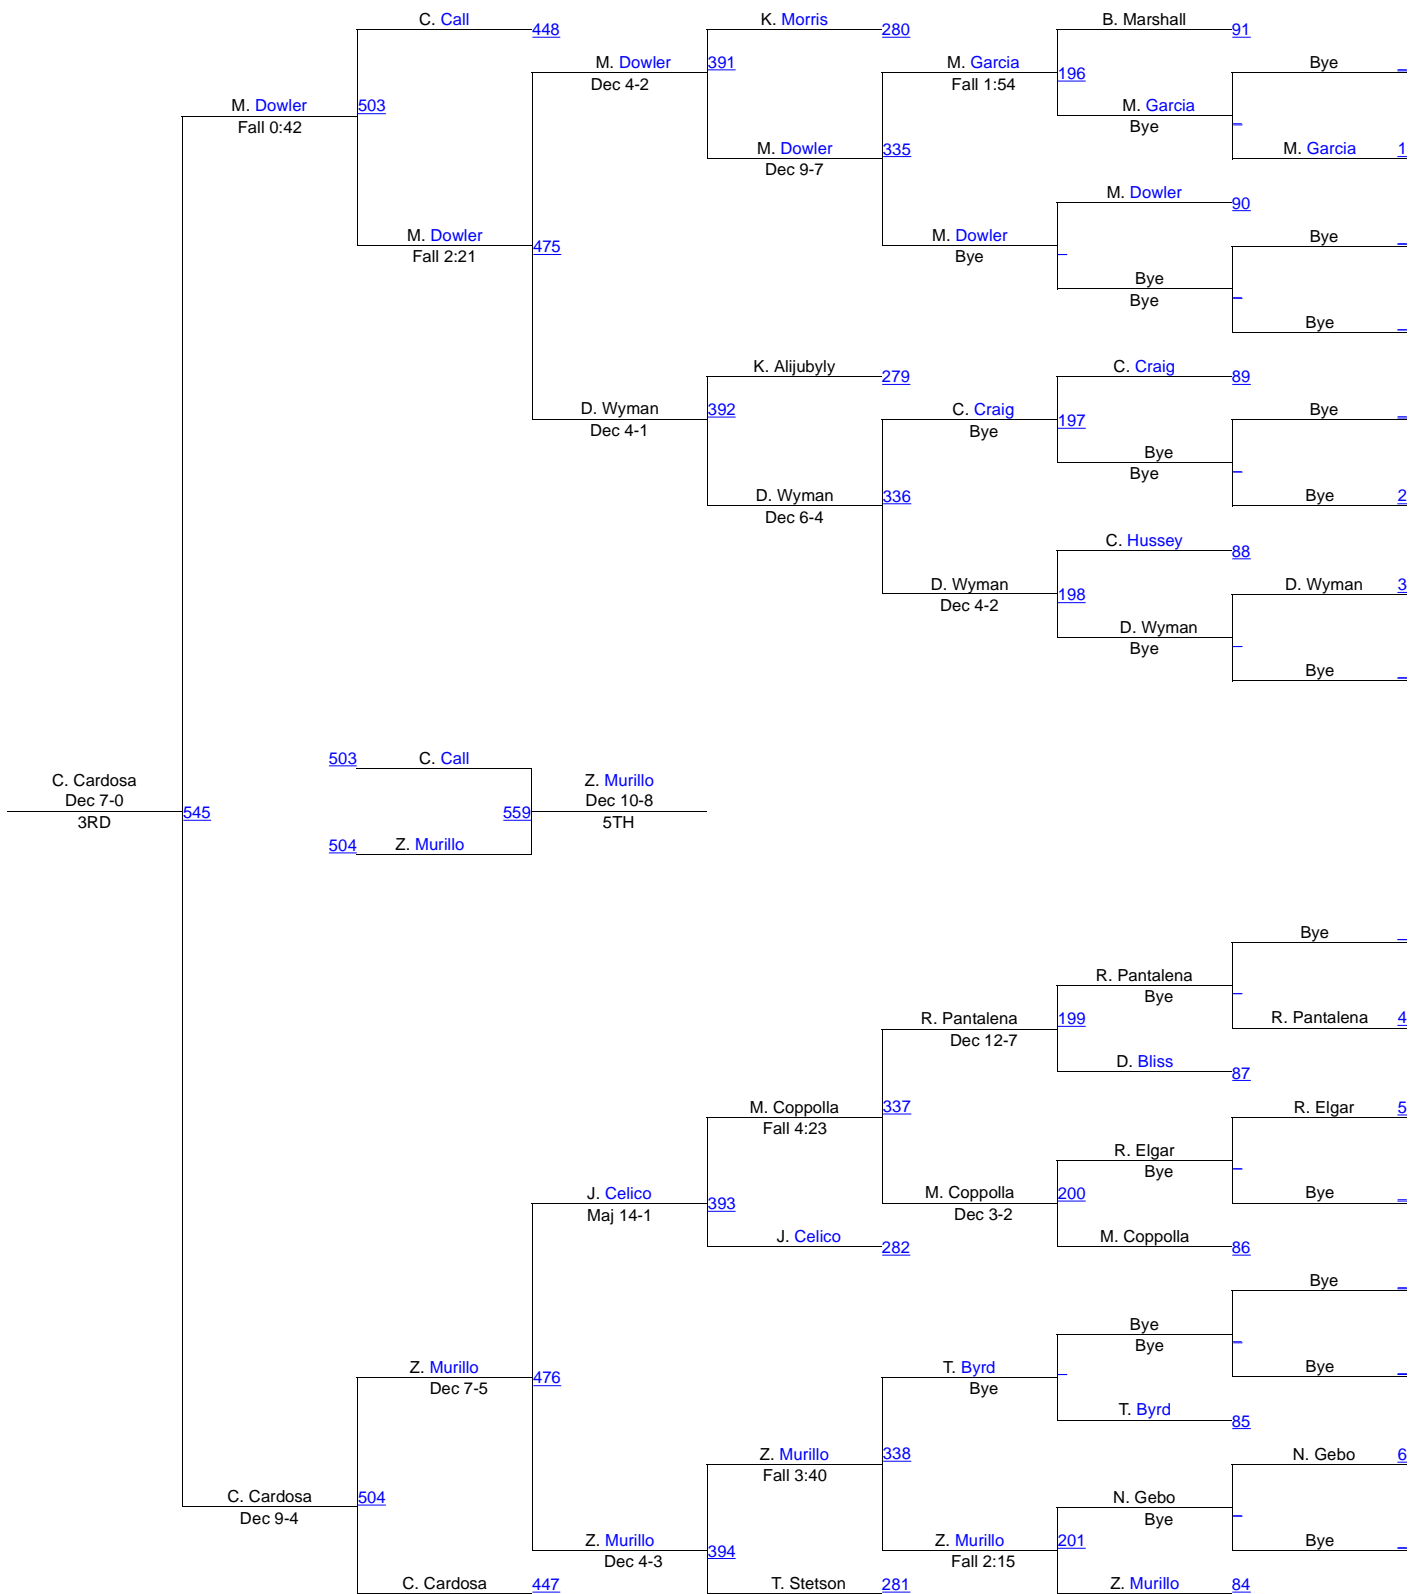 C. Call 448
K. Morris 280
B. Marshall 91
M. Dowler 391
Dec 4-2
M. Garcia 196
Fall 1:54
Bye
M. Dowler 503
Fall 0:42
M. Garcia
Bye
M. Dowler 335
Dec 9-7
M. Garcia 1
M. Dowler 90
M. Dowler 475
Fall 2:21
M. Dowler
Bye
Bye
Bye
Bye
Bye
K. Alijubyly 279
C. Craig 89
D. Wyman 392
Dec 4-1
C. Craig 197
Bye
Bye
Bye
Bye
D. Wyman 336
Dec 6-4
Bye 2
C. Hussey 88
D. Wyman 198
Dec 4-2
D. Wyman 3
D. Wyman
Bye
Bye
503 C. Call
C. Cardosa
Dec 7-0
3RD
545
559
Z. Murillo
Dec 10-8
5TH
504 Z. Murillo
Bye
R. Pantalena
Bye
R. Pantalena 199
Dec 12-7
R. Pantalena 4
D. Bliss 87
M. Coppolla 337
Fall 4:23
R. Elgar 5
R. Elgar
Bye
J. Celico 393
Maj 14-1
M. Coppolla 200
Dec 3-2
Bye
J. Celico 282
M. Coppolla 86
Bye
Bye
Bye
Z. Murillo 476
Dec 7-5
T. Byrd
Bye
Bye
T. Byrd 85
Z. Murillo 338
Fall 3:40
N. Gebo 6
C. Cardosa 504
Dec 9-4
N. Gebo
Bye
Z. Murillo 394
Dec 4-3
Z. Murillo 201
Fall 2:15
Bye
C. Cardosa 447
T. Stetson 281
Z. Murillo 84